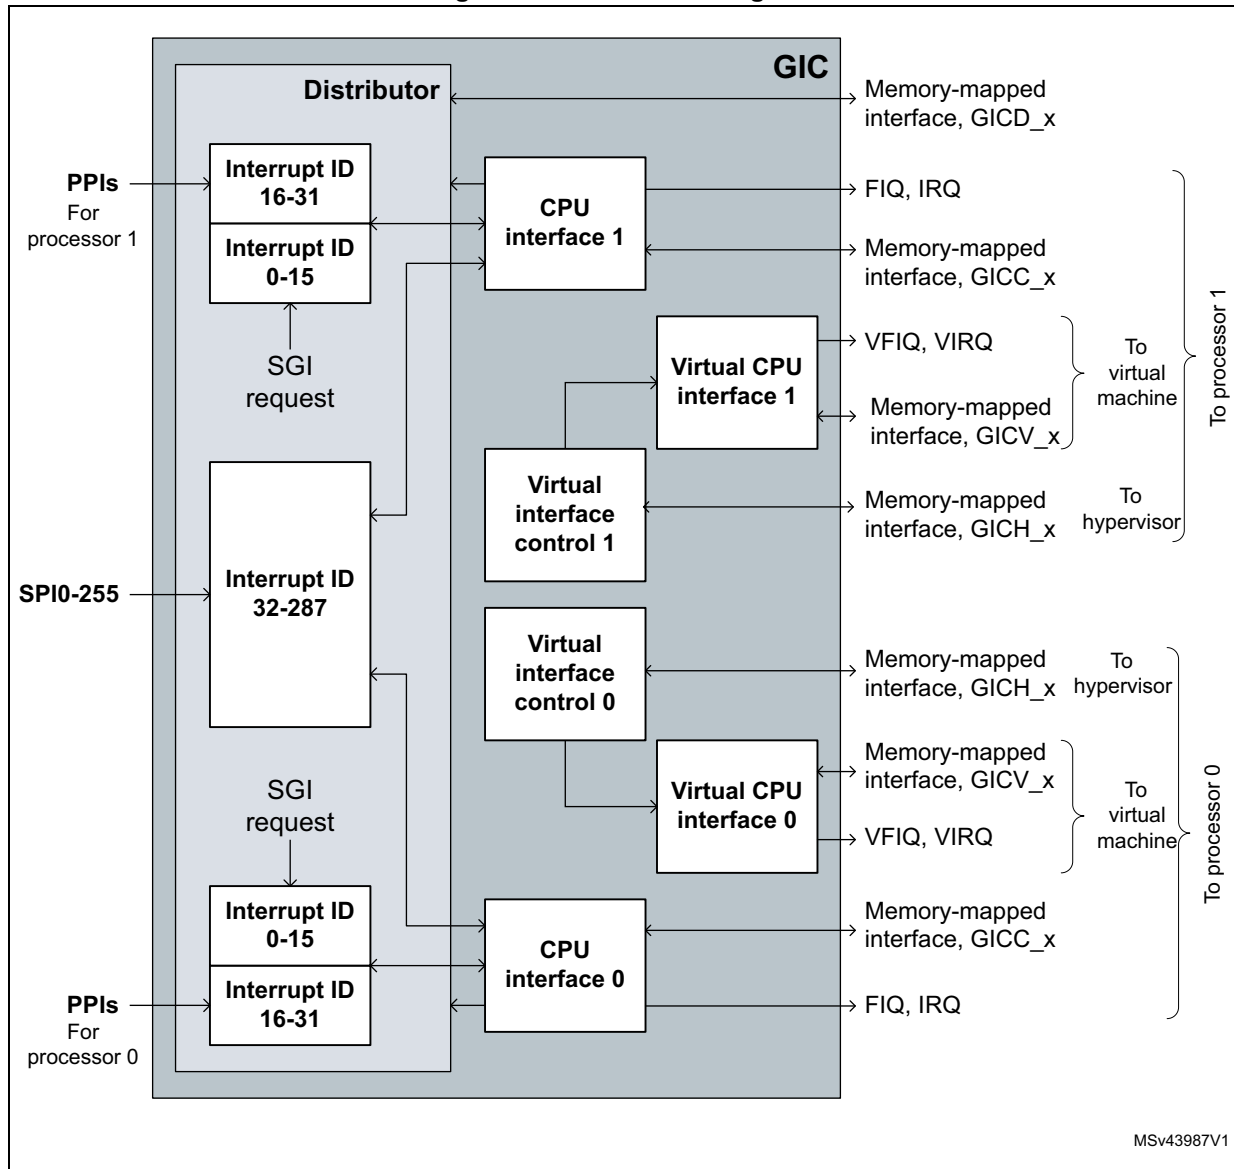 GIC
Distributor
Memory-mapped
interface, GICD_x
Interrupt ID
16-31
PPIs
For
processor 1
CPU
interface 1
FIQ, IRQ
Interrupt ID
0-15
Memory-mapped
interface, GICC_x
SGI
request
To processor 1
VFIQ, VIRQ
Virtual CPU
interface 1
To
virtual
machine
Memory-mapped
interface, GICV_x
Virtual
interface
control 1
Memory-mapped
interface, GICH_x
To
hypervisor
SPI0-255
Interrupt ID
32-287
Virtual
interface
control 0
Memory-mapped
interface, GICH_x
To
hypervisor
Memory-mapped
interface, GICV_x
Virtual CPU
interface 0
To
virtual
machine
To processor 0
SGI
request
VFIQ, VIRQ
Interrupt ID
0-15
CPU
interface 0
Memory-mapped
interface, GICC_x
Interrupt ID
16-31
PPIs
For
processor 0
FIQ, IRQ
MSv43987V1